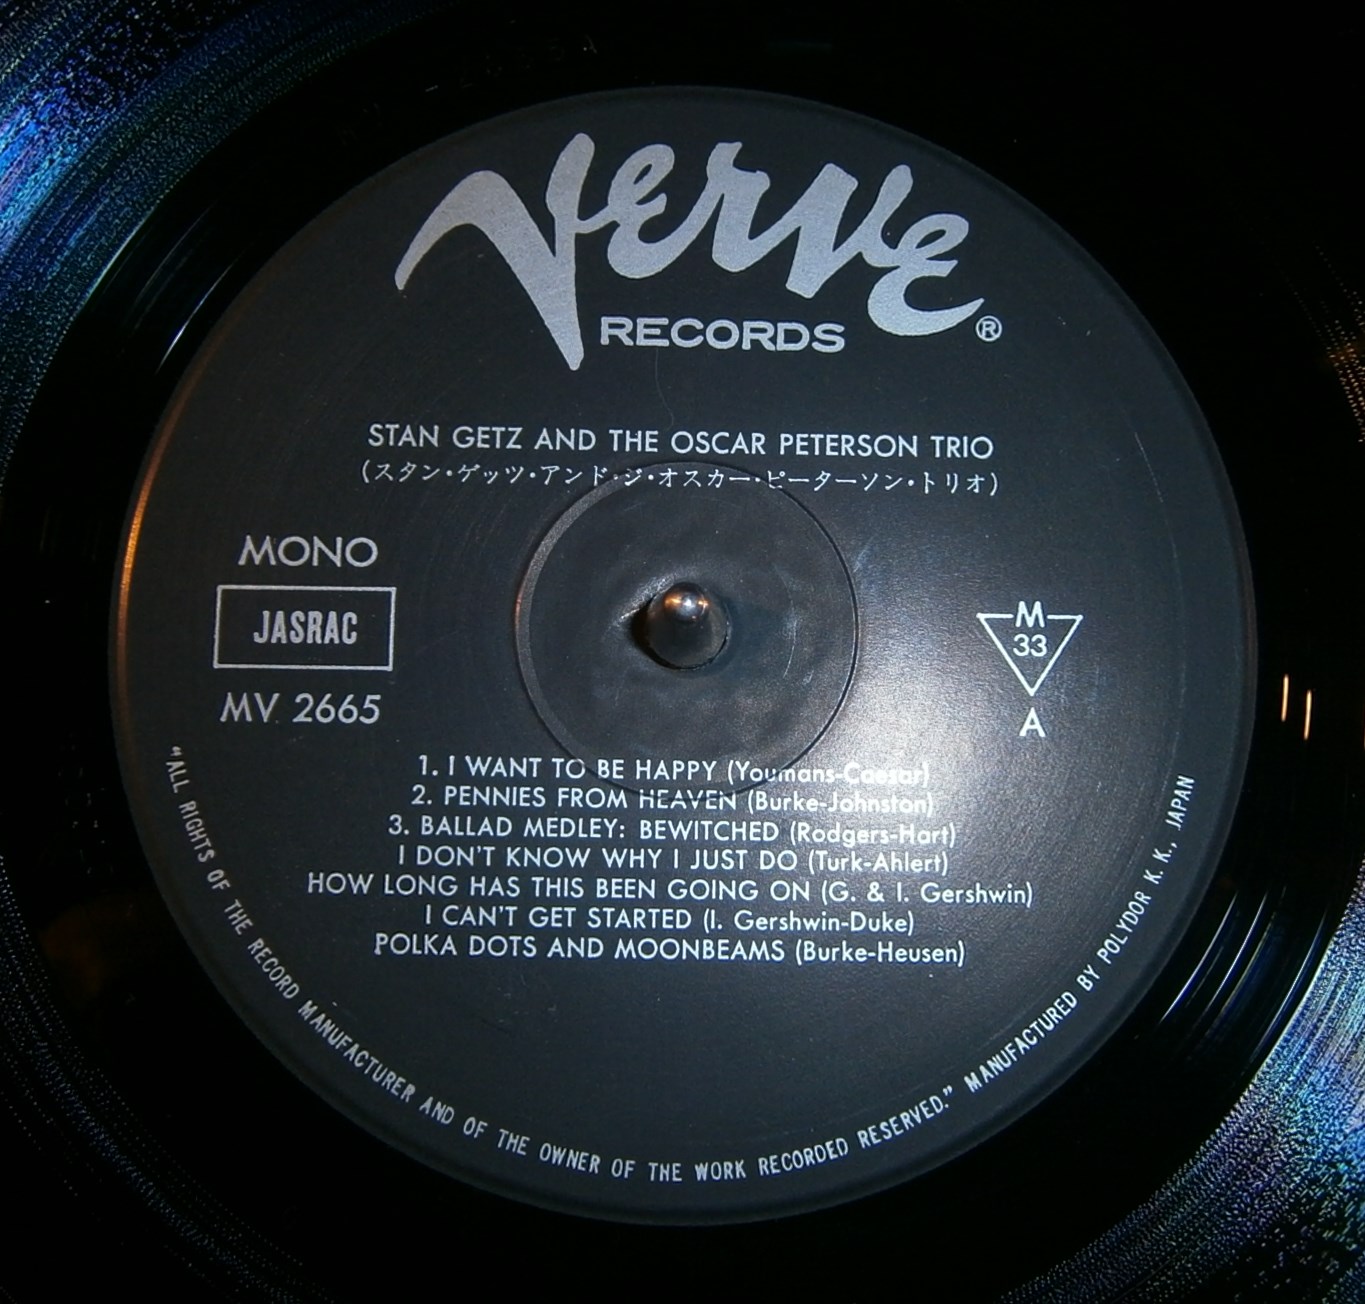 Verve
RECORDS ®
STAN GETZ AND THE OSCAR PETERSON TRIO
(スタン・ゲッツ・アンド・ジ・オスカー・ピーターソン・トリオ)
MONO
JASRAC
MV 2665
M
33
A
1. I WANT TO BE HAPPY (Youmans-Caesar)
2. PENNIES FROM HEAVEN (Burke-Johnston)
3. BALLAD MEDLEY: BEWITCHED (Rodgers-Hart)
I DON'T KNOW WHY I JUST DO (Turk-Ahlert)
HOW LONG HAS THIS BEEN GOING ON (G. & I. Gershwin)
I CAN'T GET STARTED (I. Gershwin-Duke)
POLKA DOTS AND MOONBEAMS (Burke-Heusen)
"ALL RIGHTS OF THE RECORD MANUFACTURER AND OF THE OWNER OF THE WORK RECORDED RESERVED." MANUFACTURED BY POLYDOR K. K., JAPAN